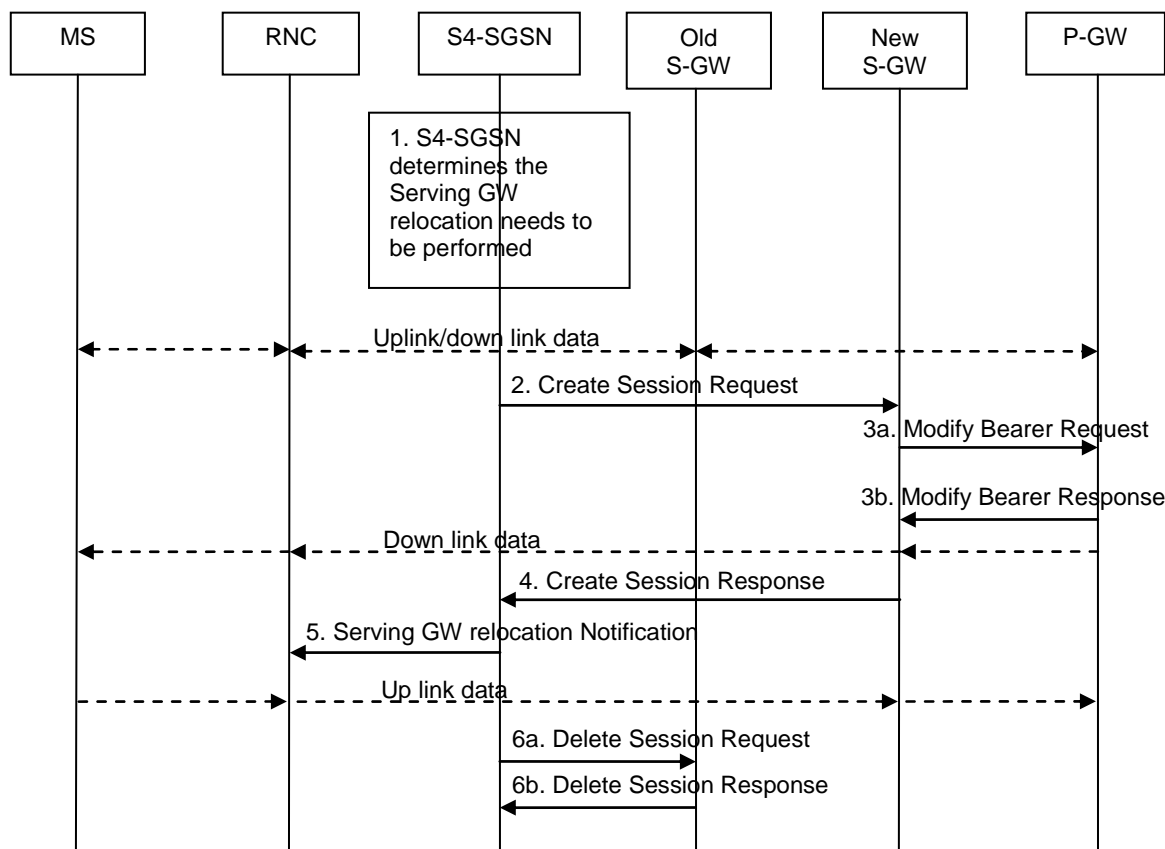 MS
RNC
S4-SGSN
Old
S-GW
New
S-GW
P-GW
1. S4-SGSN
determines the
Serving GW
relocation needs to
be performed
Uplink/down link data
2. Create Session Request
3a. Modify Bearer Request
3b. Modify Bearer Response
Down link data
4. Create Session Response
5. Serving GW relocation Notification
Up link data
6a. Delete Session Request
6b. Delete Session Response